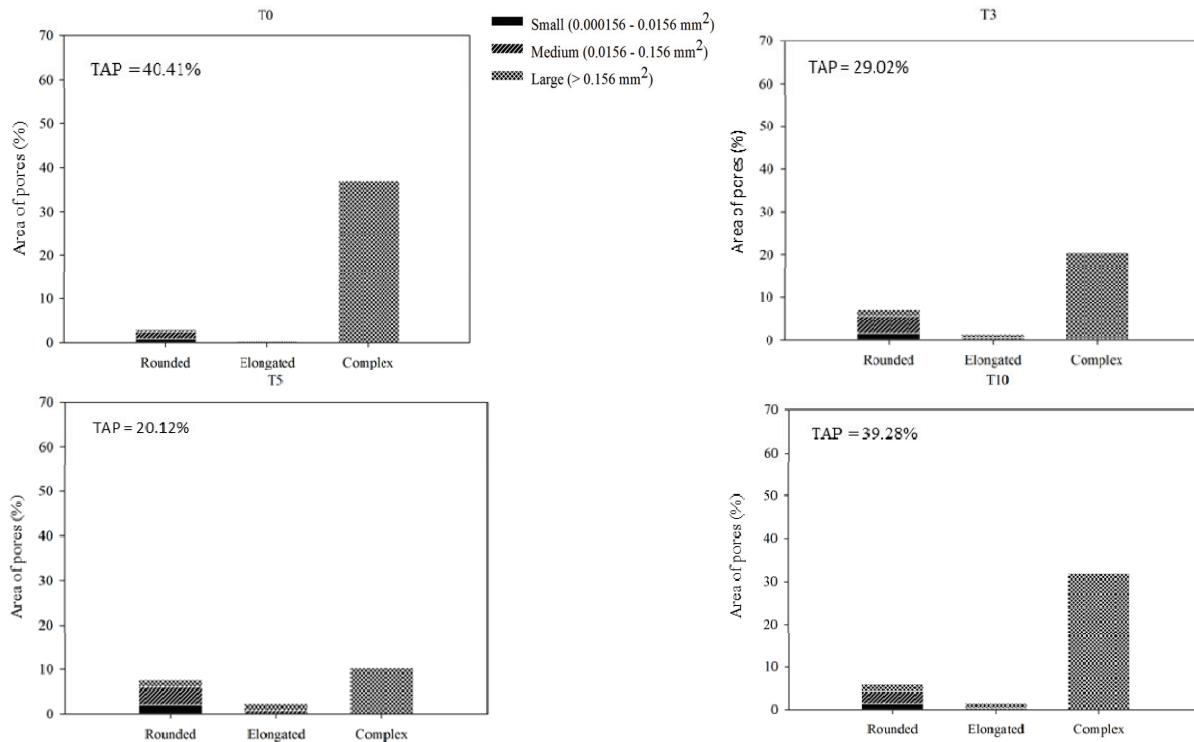 T0
Small (0.000156 - 0.0156 mm²)
Medium (0.0156 - 0.156 mm²)
Large (> 0.156 mm²)
T3
70
60
50
40
30
20
10
0
Area of pores (%)
TAP = 40.41%
Rounded Elongated Complex
70
60
50
40
30
20
10
0
Area of pores (%)
TAP = 29.02%
Rounded Elongated Complex
T5
70
60
50
40
30
20
10
0
Area of pores (%)
TAP = 20.12%
Rounded Elongated Complex
T10
70
60
50
40
30
20
10
0
Area of pores (%)
TAP = 39.28%
Rounded Elongated Complex